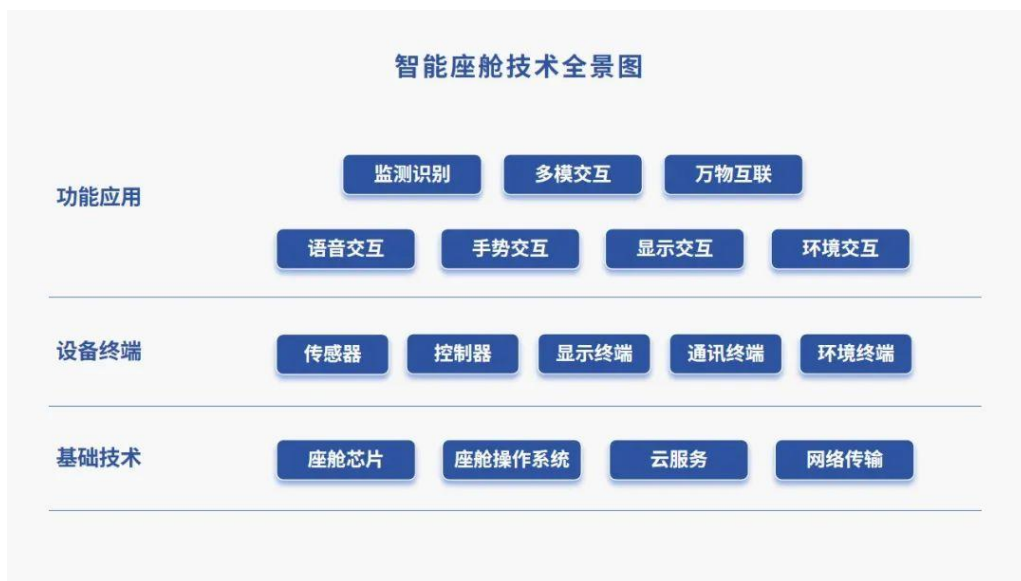 智能座舱技术全景图
功能应用
监测识别 多模交互 万物互联
语音交互 手势交互 显示交互 环境交互
设备终端
传感器 控制器 显示终端 通讯终端 环境终端
基础技术
座舱芯片 座舱操作系统 云服务 网络传输